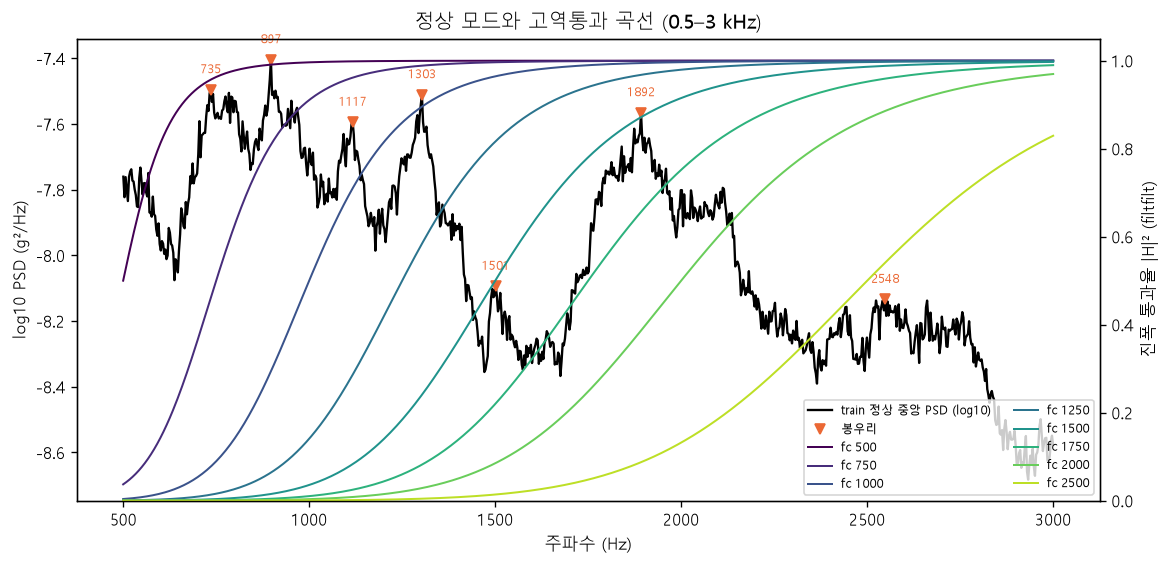 정상 모드와 고역통과 곡선 (0.5–3 kHz)
log10 PSD (g²/Hz)
-7.4
-7.6
-7.8
-8.0
-8.2
-8.4
-8.6
735
897
1117
1303
1501
1892
2548
1.0
0.8
0.6
0.4
0.2
0.0
진폭 통과율 |H|² (filtfilt)
train 정상 중앙 PSD (log10)
봉우리
fc 500
fc 750
fc 1000
fc 1250
fc 1500
fc 1750
fc 2000
fc 2500
500
1000
1500
2000
2500
3000
주파수 (Hz)